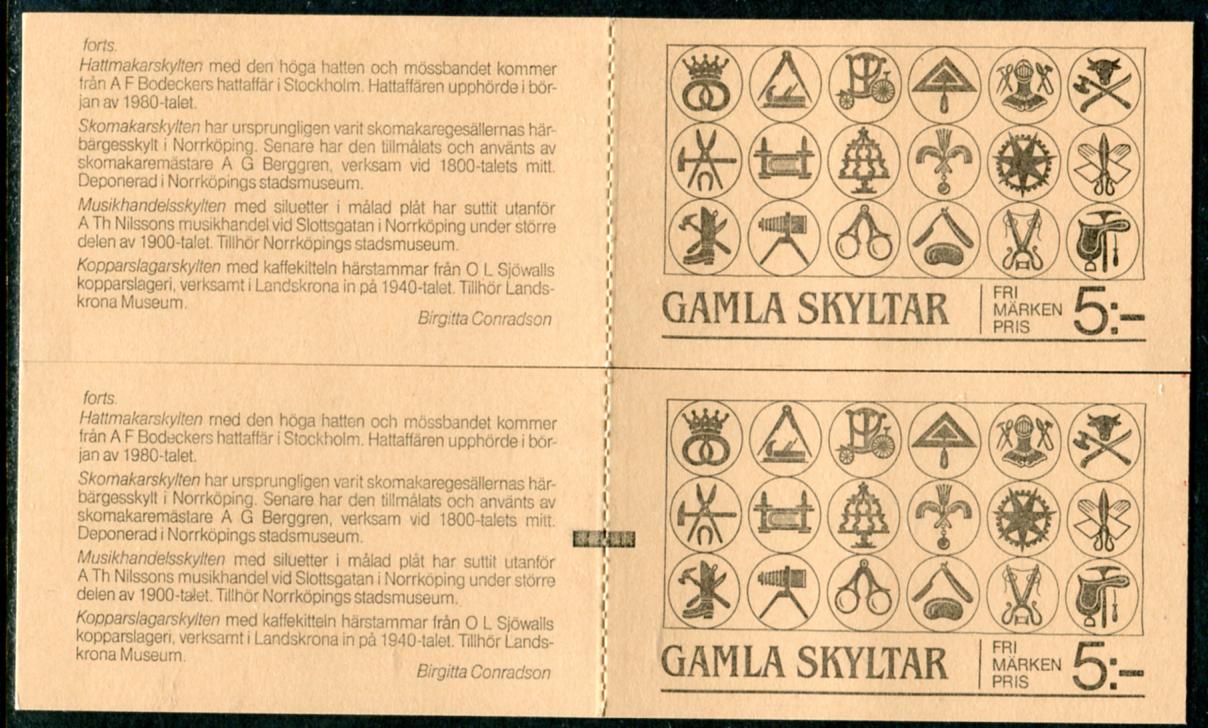 forts.
Hattmakarskylten med den höga hatten och mössbandet kommer
från A F Bodeckers hattaffär i Stockholm. Hattaffären upphörde i bör-
jan av 1980-talet.
Skomakarskylten har ursprungligen varit skomakaregesällernas här-
bärgesskylt i Norrköping. Senare har den tillmålats och använts av
skomakaremästare A G Berggren, verksam vid 1800-talets mitt.
Deponerad i Norrköpings stadsmuseum.
Musikhandelsskylten med siluetter i målad plåt har suttit utanför
A Th Nilssons musikhandel vid Slottsgatan i Norrköping under större
delen av 1900-talet. Tillhör Norrköpings stadsmuseum.
Kopparslagarskylten med kaffekitteln härstammar från O L Sjöwalls
kopparslageri, verksamt i Landskrona in på 1940-talet. Tillhör Lands-
krona Museum.
Birgitta Conradson
GAMLA SKYLTAR
FRI
MÄRKEN
PRIS
5:-
forts.
Hattmakarskylten med den höga hatten och mössbandet kommer
från A F Bodeckers hattaffär i Stockholm. Hattaffären upphörde i bör-
jan av 1980-talet.
Skomakarskylten har ursprungligen varit skomakaregesällernas här-
bärgesskylt i Norrköping. Senare har den tillmålats och använts av
skomakaremästare A G Berggren, verksam vid 1800-talets mitt.
Deponerad i Norrköpings stadsmuseum.
Musikhandelsskylten med siluetter i målad plåt har suttit utanför
A Th Nilssons musikhandel vid Slottsgatan i Norrköping under större
delen av 1900-talet. Tillhör Norrköpings stadsmuseum.
Kopparslagarskylten med kaffekitteln härstammar från O L Sjöwalls
kopparslageri, verksamt i Landskrona in på 1940-talet. Tillhör Lands-
krona Museum.
Birgitta Conradson
GAMLA SKYLTAR
FRI
MÄRKEN
PRIS
5:-